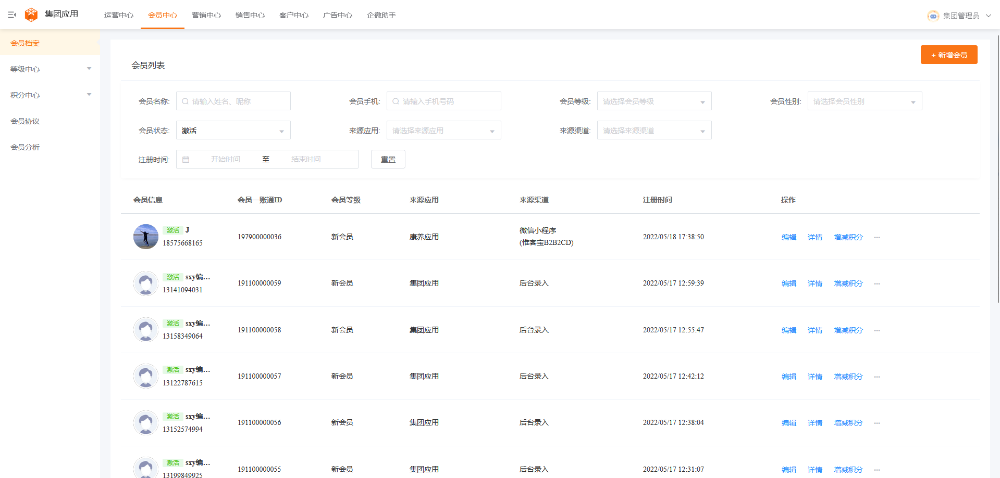 集团应用
运营中心 会员中心 营销中心 销售中心 客户中心 广告中心 企微助手
集团管理员
会员档案
等级中心
积分中心
会员协议
会员分析
会员列表
+ 新增会员
会员名称: 请输入姓名、昵称 会员手机: 请输入手机号码 会员等级: 请选择会员等级 会员性别: 请选择会员性别
会员状态: 激活 来源应用: 请选择来源应用 来源渠道: 请选择来源渠道
注册时间: 开始时间 至 结束时间 重置
会员信息 会员一账通ID 会员等级 来源应用 来源渠道 注册时间 操作
激活 J
18575668165
197900000036 新会员 康养应用
微信小程序
(惟客宝B2B2CD)
2022/05/18 17:38:50 编辑 详情 增减积分 ...
激活 sxy编...
13141094031
191100000059 新会员 集团应用 后台录入 2022/05/17 12:59:39 编辑 详情 增减积分 ...
激活 sxy编...
13158349064
191100000058 新会员 集团应用 后台录入 2022/05/17 12:55:47 编辑 详情 增减积分 ...
激活 sxy编...
13122787615
191100000057 新会员 集团应用 后台录入 2022/05/17 12:42:12 编辑 详情 增减积分 ...
激活 sxy编...
13152574994
191100000056 新会员 集团应用 后台录入 2022/05/17 12:38:04 编辑 详情 增减积分 ...
激活 sxy编...
13199849925
191100000055 新会员 集团应用 后台录入 2022/05/17 12:31:07 编辑 详情 增减积分 ...